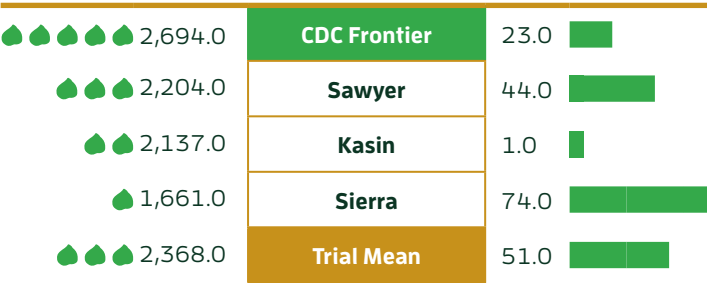 2,694.0 CDC Frontier 23.0
2,204.0 Sawyer 44.0
2,137.0 Kasin 1.0
1,661.0 Sierra 74.0
2,368.0 Trial Mean 51.0